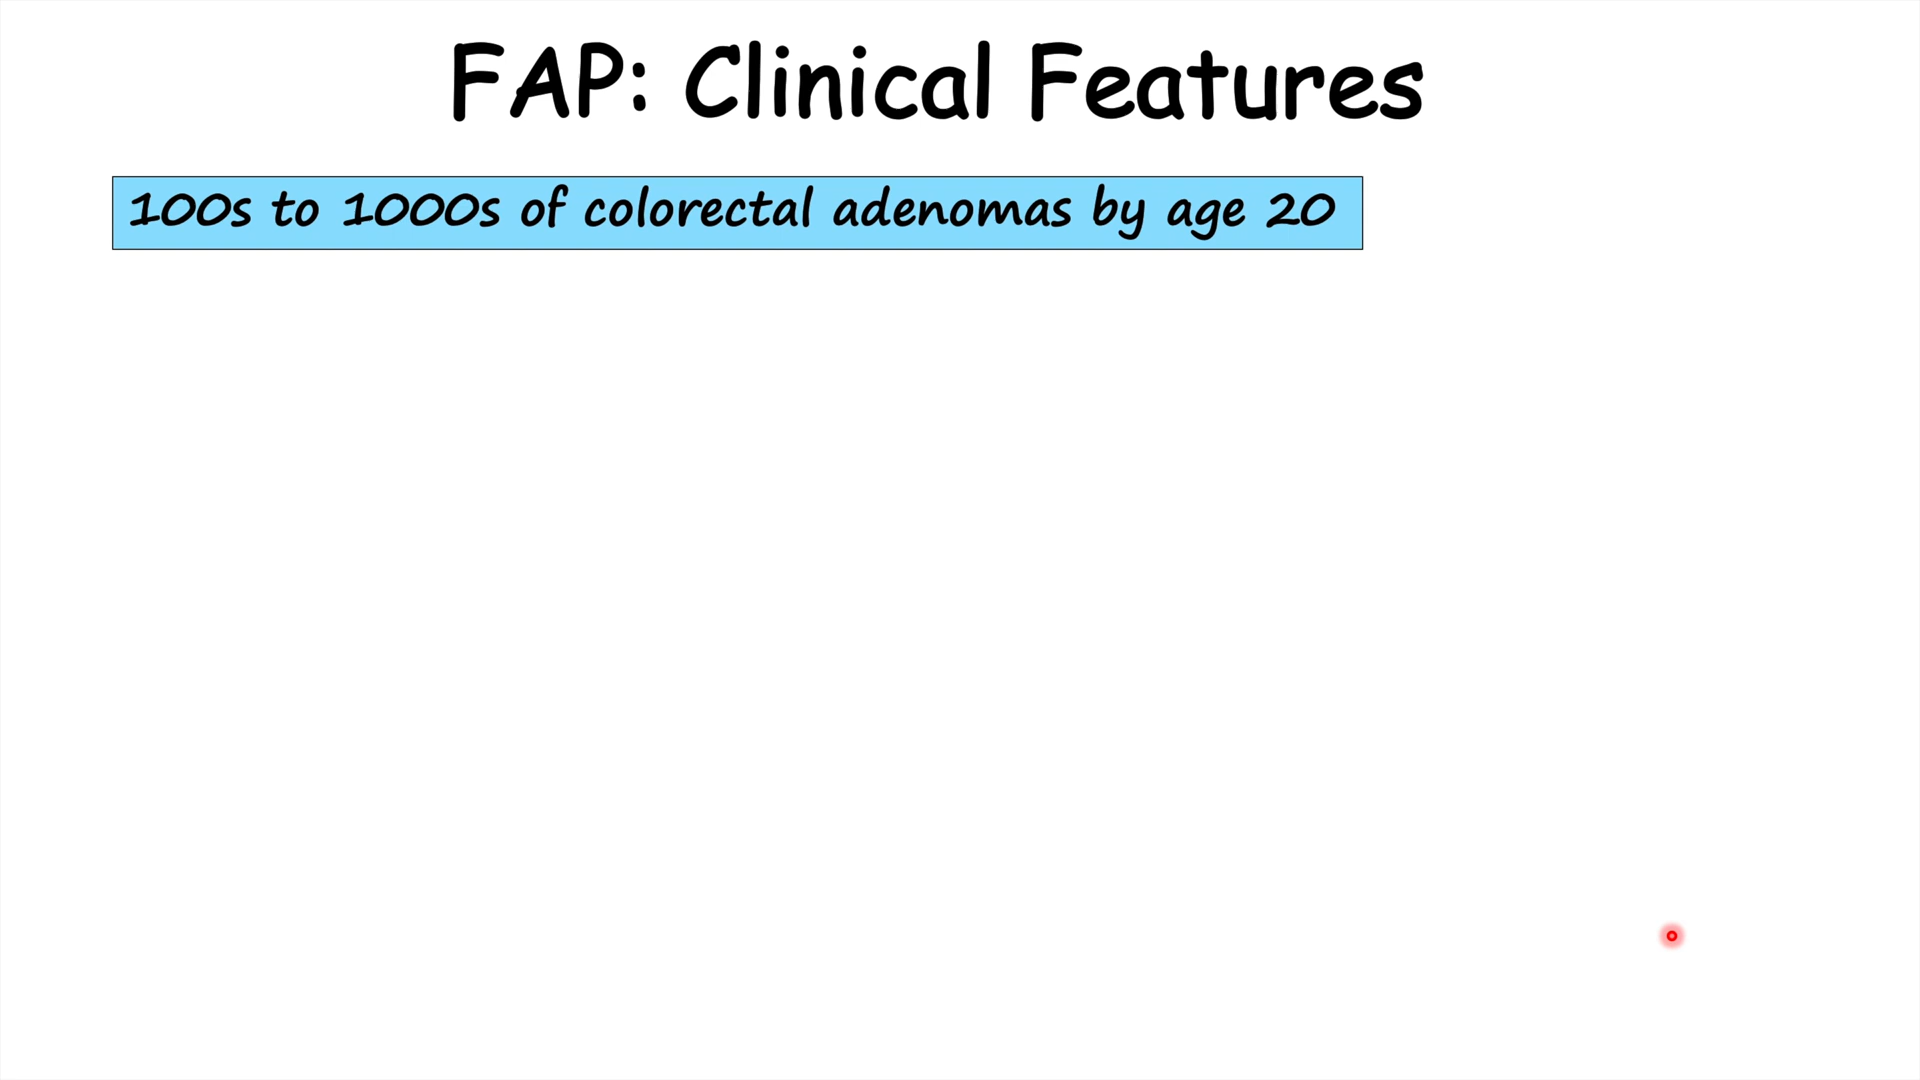 FAP: Clinical Features
100s to 1000s of colorectal adenomas by age 20